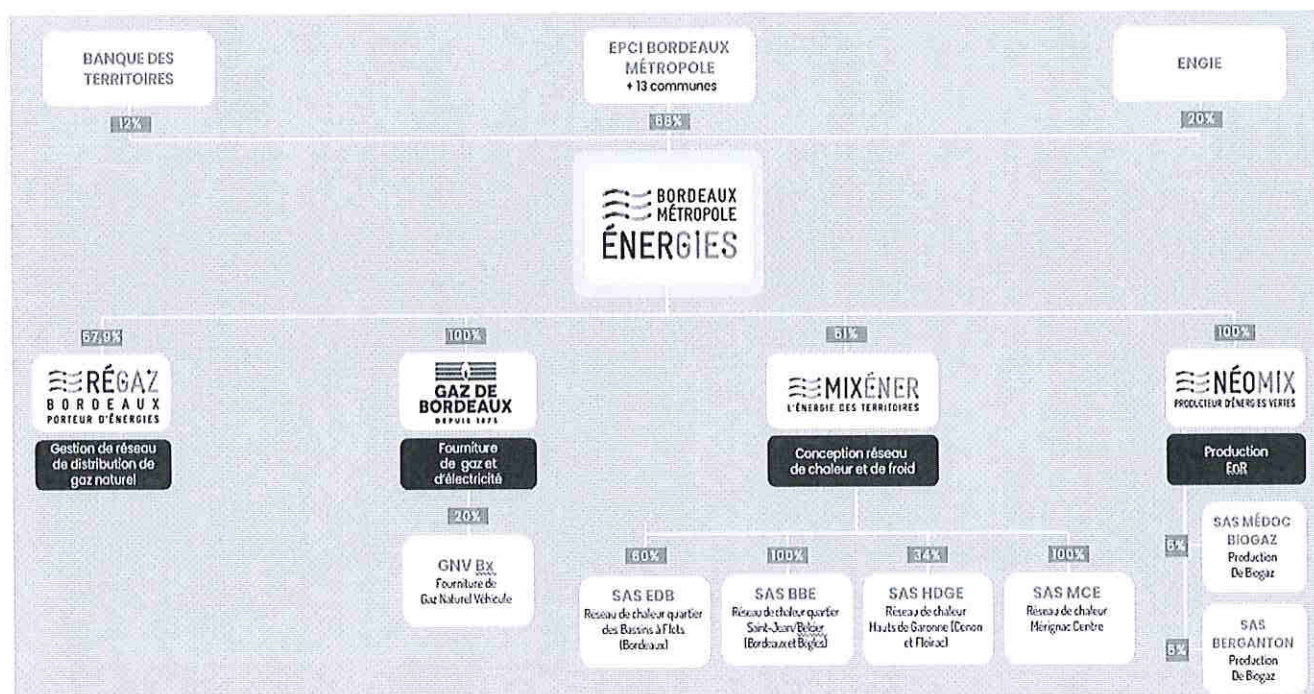 BANQUE DES
TERRITOIRES
EPCI BORDEAUX
MÉTROPOLE
+ 13 communes
ENGIE
12%
68%
20%
BORDEAUX
MÉTROPOLE
ÉNERGIES
67,9%
100%
51%
100%
RÉGAZ
BORDEAUX
PORTEUR D'ÉNERGIES
GAZ DE
BORDEAUX
DEPUIS 1875
MIXÉNER
L'ÉNERGIE DES TERRITOIRES
NÉOMIX
PRODUCTEUR D'ÉNERGIES VERTES
Gestion de réseau
de distribution de
gaz naturel
Fourniture
de gaz et
d'électricité
Conception réseau
de chaleur et de froid
Production
EnR
20%
GNV Bx
Fourniture de
Gaz Naturel Véhicule
60%
100%
34%
100%
SAS EDB
Réseau de chaleur quartier
des Bassins à Flots
(Bordeaux)
SAS BBE
Réseau de chaleur quartier
Saint-Jean/Belcier
(Bordeaux et Bègles)
SAS HDGE
Réseau de chaleur
Hauts de Garonne (Cenon
et Floirac)
SAS MCE
Réseau de chaleur
Mérignac Centre
5%
SAS MÉDOC
BIOGAZ
Production
De Biogaz
5%
SAS
BERGANTON
Production
De Biogaz